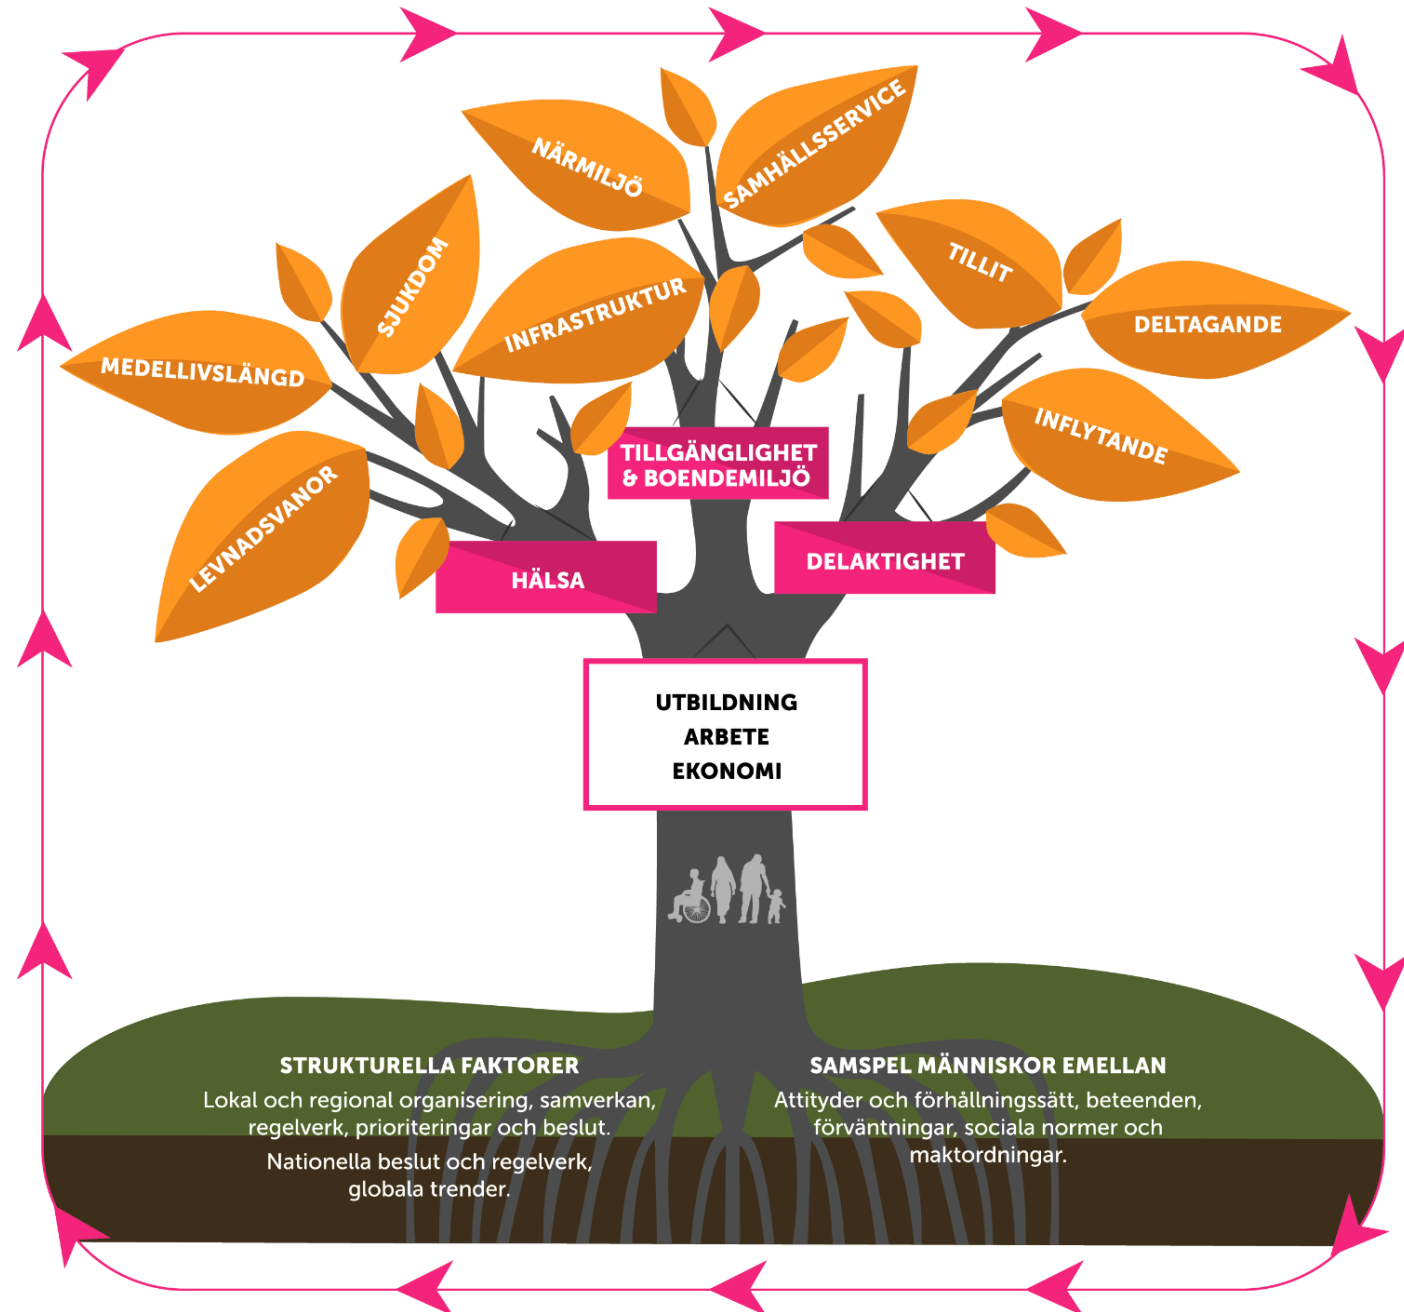 NÄRMILJÖ
SAMHÄLLSSERVICE
SJUKDOM
INFRASTRUKTUR
TILLIT
DELTAGANDE
MEDELLIVSLÄNGD
INFLYTANDE
LEVNADSVANOR
TILLGÄNGLIGHET
& BOENDEMILJÖ
HÄLSA
DELAKTIGHET
UTBILDNING
ARBETE
EKONOMI
STRUKTURELLA FAKTORER
Lokal och regional organisering, samverkan,
regelverk, prioriteringar och beslut.
Nationella beslut och regelverk,
globala trender.
SAMSPEL MÄNNISKOR EMELLAN
Attityder och förhållningssätt, beteenden,
förväntningar, sociala normer och
maktordningar.